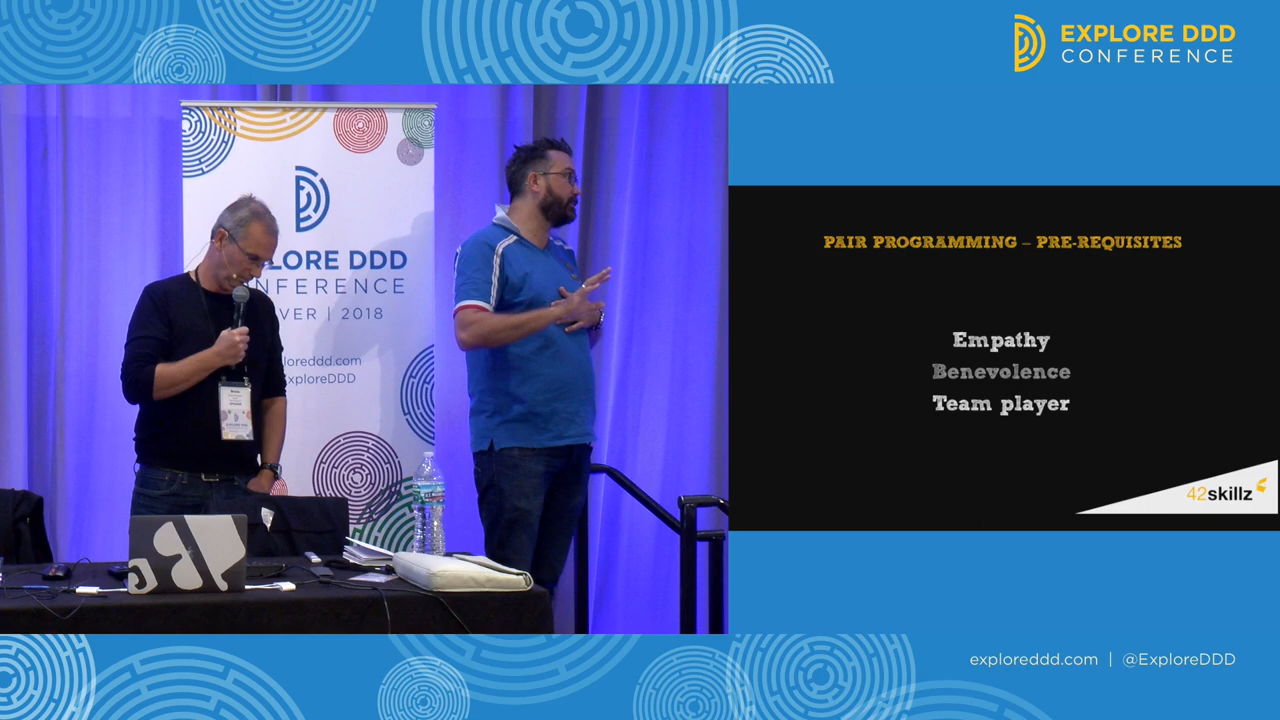 EXPLORE DDD
CONFERENCE
LORE DDD
NFERENCE
VER | 2018
loreddd.com
xploreDDD
PAIR PROGRAMMING – PRE-REQUISITES
Empathy
Benevolence
Team player
42skillz
exploreddd.com | @ExploreDDD